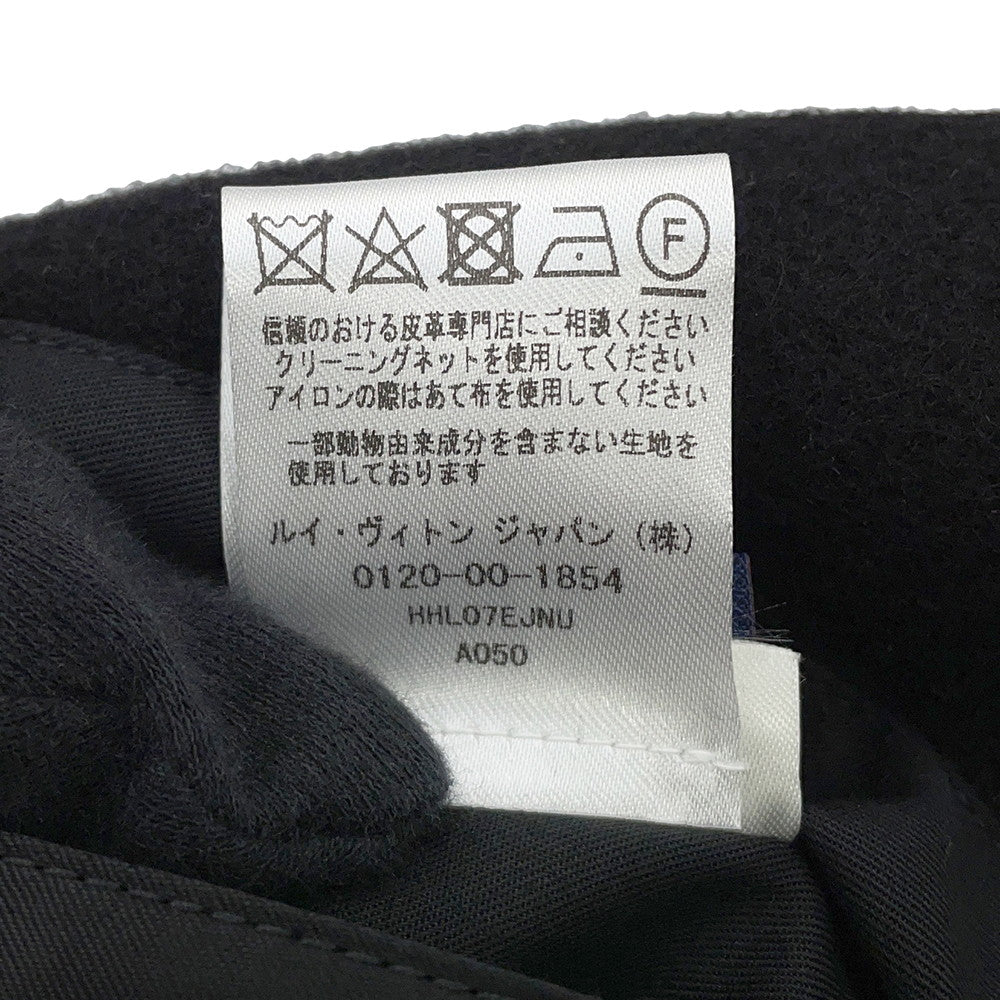 F
信頼のおける皮革専門店にご相談ください
クリーニングネットを使用してください
アイロンの際はあて布を使用してください
一部動物由来成分を含まない生地を
使用しております
ルイ・ヴィトン ジャパン (株)
0120-00-1854
HHL07EJNU
A050